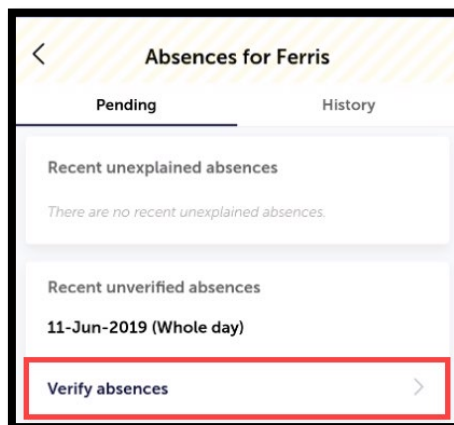 Absences for Ferris
Pending History
Recent unexplained absences
There are no recent unexplained absences.
Recent unverified absences
11-Jun-2019 (Whole day)
Verify absences